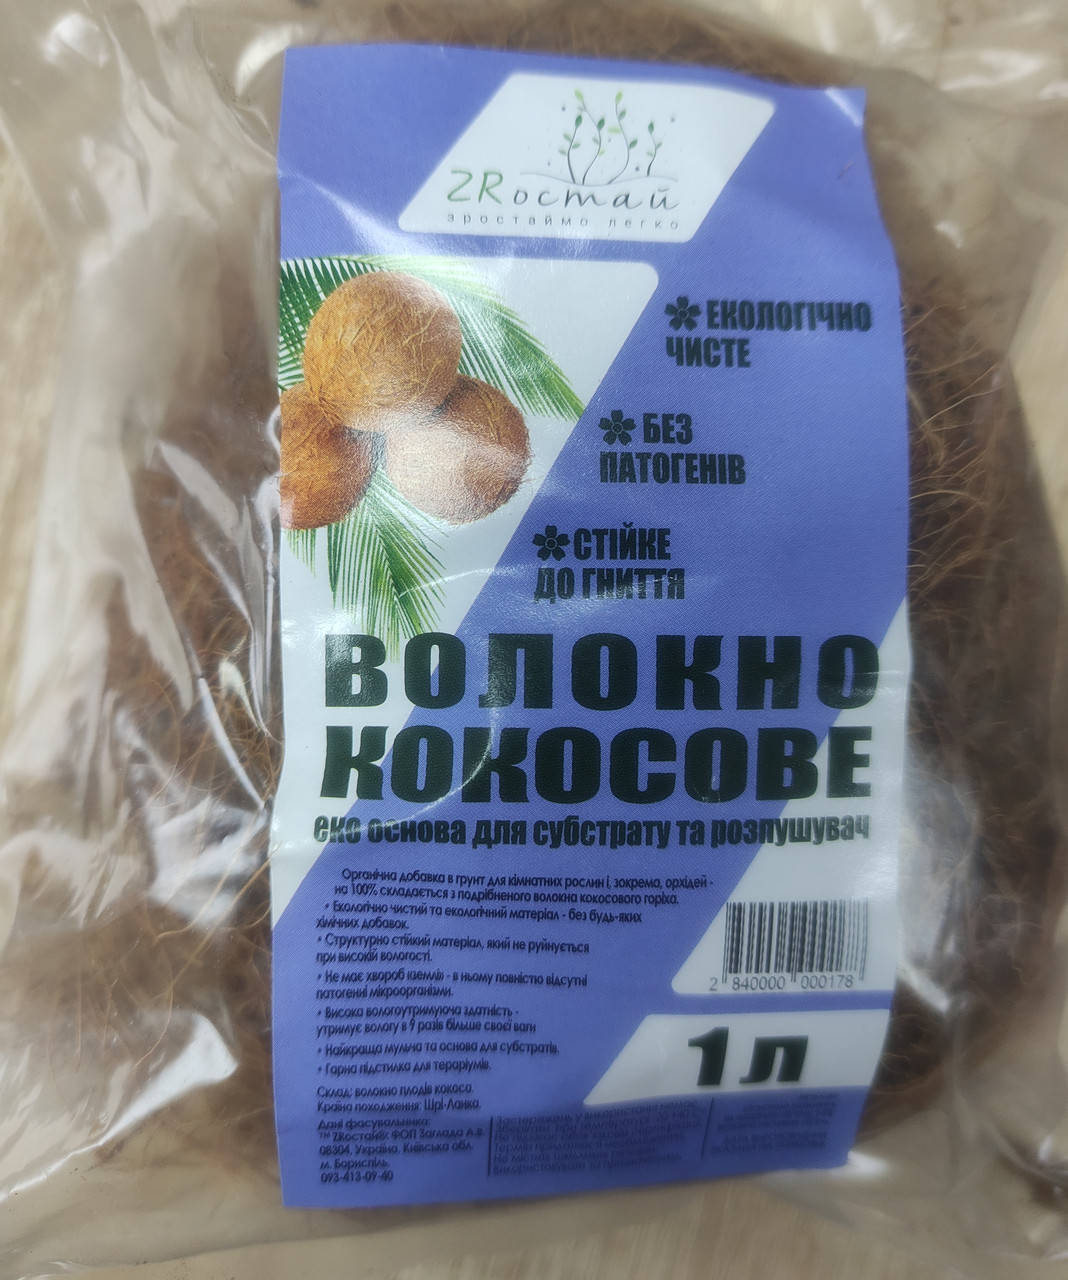 ZRостай
зростаймо легко
ЕКОЛОГІЧНО
ЧИСТЕ
БЕЗ
ПАТОГЕНІВ
СТІЙКЕ
ДО ГНИТТЯ
ВОЛОКНО
КОКОСОВЕ
еко основа для субстрату та розпушувач
Органічна добавка в грунт для кімнатних рослин і, зокрема, орхідей -
на 100% складається з подрібненого волокна кокосового горіха.
• Екологічно чистий та екологічний матеріал - без будь-яких
хімічних добавок.
• Структурно стійкий матеріал, який не руйнується
при високій вологості.
• Не має хвороб «землі» - в ньому повністю відсутні
патогенні мікроорганізми.
• Висока вологоутримуюча здатність -
утримує вологу в 9 разів більше своєї ваги
• Найкраща мульча та основа для субстратів.
• Гарна підстилка для тераріумів.
2 840000 000178
1 л
Склад: волокно плодів кокоса.
Країна походження: Шрі-Ланка.
Дані фасувальника:
™ ZRостай® ФОП Заглада А.В.
08304, Україна, Київська обл.
м. Бориспіль.
093-413-09-40
Застережень у використанні немає.